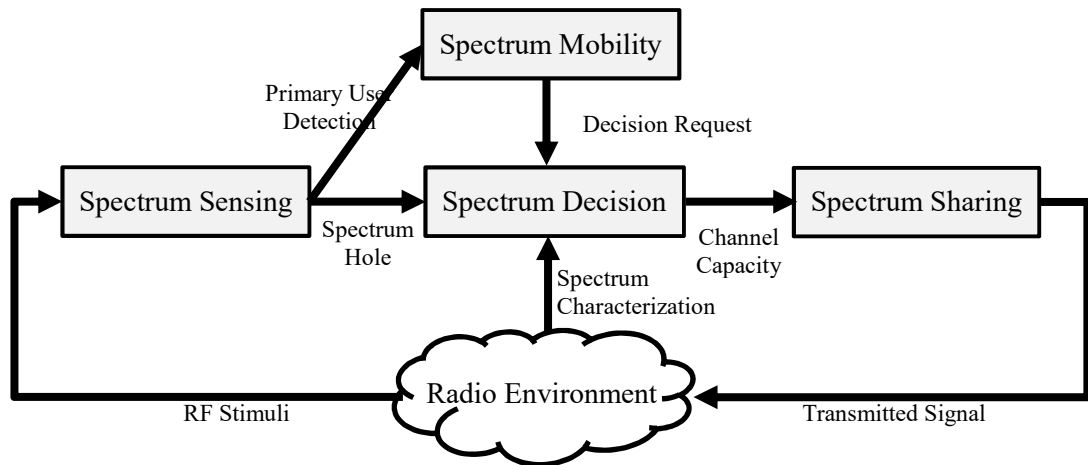 Spectrum Mobility
Primary User
Detection
Decision Request
Spectrum Sensing
Spectrum Decision
Spectrum Sharing
Spectrum
Hole
Channel
Capacity
Spectrum
Characterization
Radio Environment
RF Stimuli
Transmitted Signal